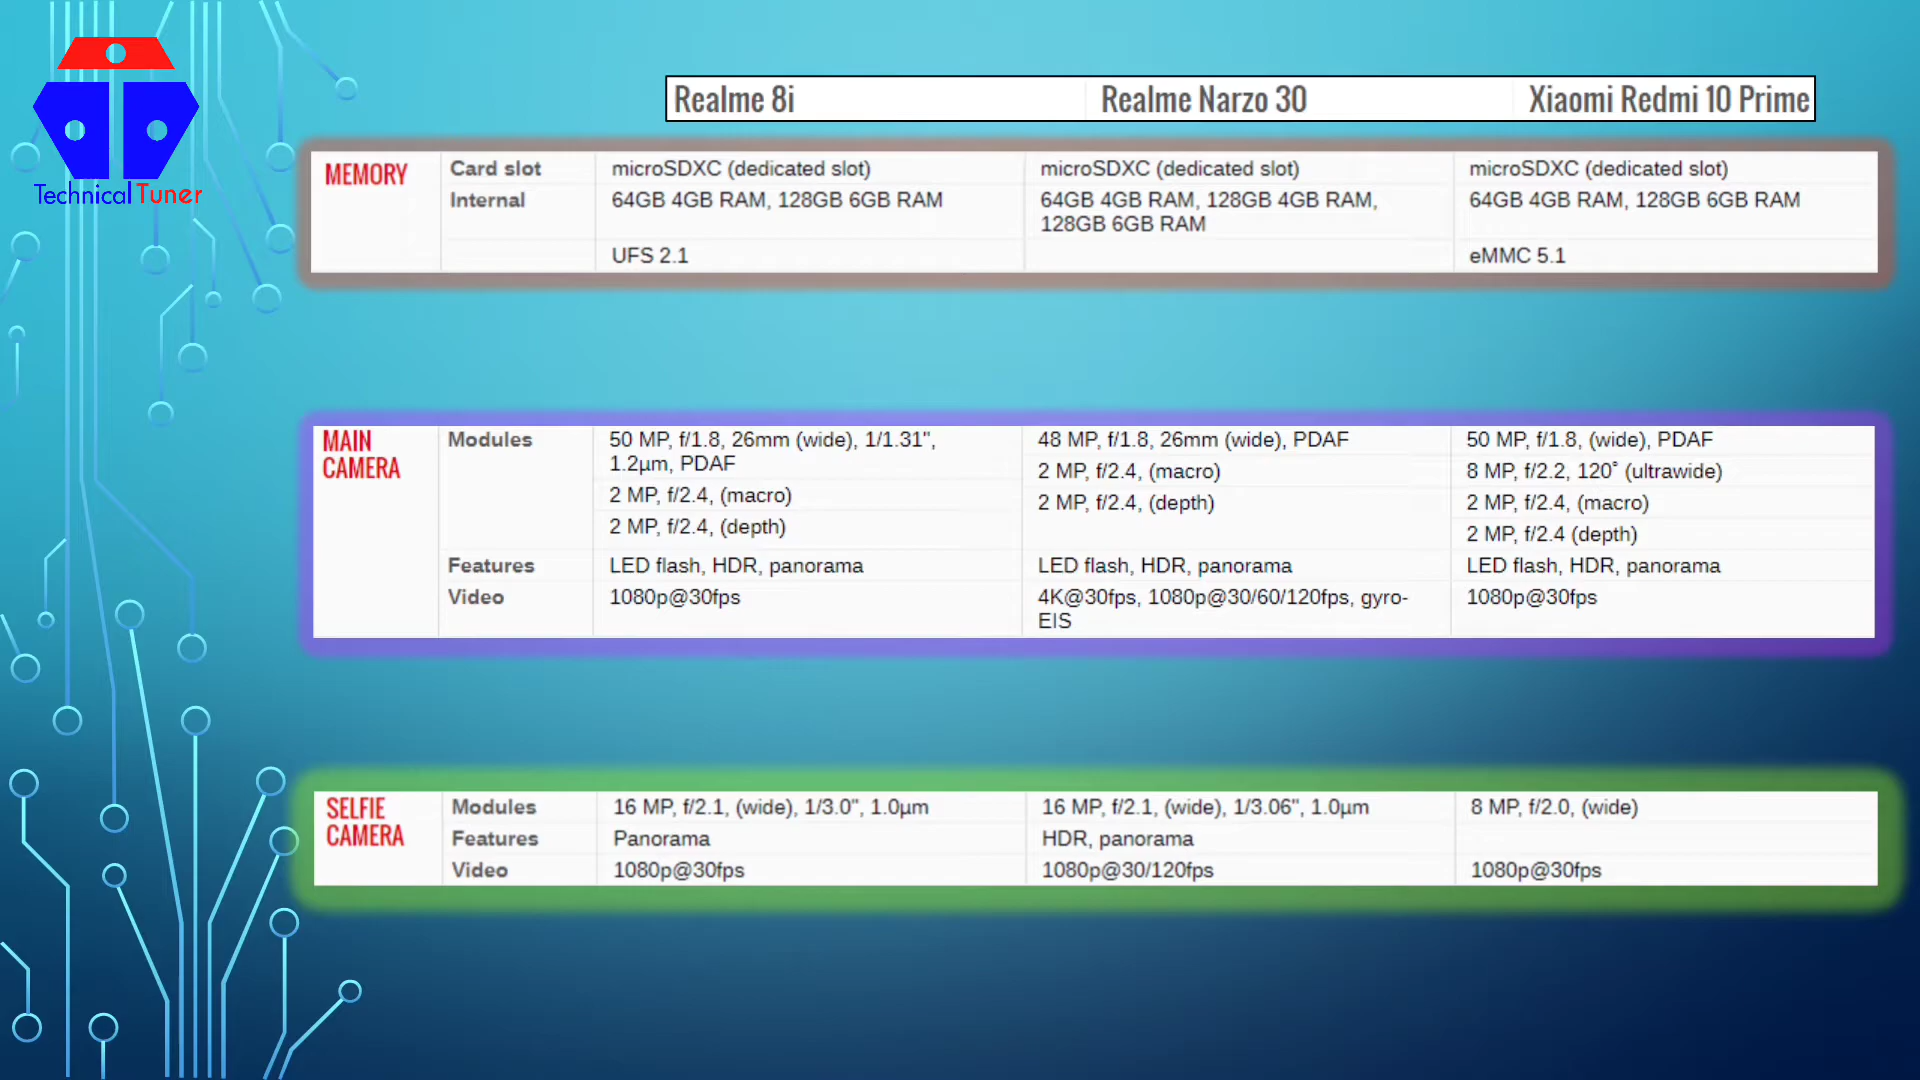 Technical Tuner
Realme 8i Realme Narzo 30 Xiaomi Redmi 10 Prime
MEMORY Card slot microSDXC (dedicated slot) microSDXC (dedicated slot) microSDXC (dedicated slot)
Internal 64GB 4GB RAM, 128GB 6GB RAM 64GB 4GB RAM, 128GB 4GB RAM, 64GB 4GB RAM, 128GB 6GB RAM
128GB 6GB RAM
UFS 2.1 eMMC 5.1
MAIN CAMERA Modules 50 MP, f/1.8, 26mm (wide), 1/1.31", 48 MP, f/1.8, 26mm (wide), PDAF 50 MP, f/1.8, (wide), PDAF
1.2µm, PDAF 2 MP, f/2.4, (macro) 8 MP, f/2.2, 120˚ (ultrawide)
2 MP, f/2.4, (macro) 2 MP, f/2.4, (depth) 2 MP, f/2.4, (macro)
2 MP, f/2.4, (depth) 2 MP, f/2.4 (depth)
Features LED flash, HDR, panorama LED flash, HDR, panorama LED flash, HDR, panorama
Video 1080p@30fps 4K@30fps, 1080p@30/60/120fps, gyro- 1080p@30fps
EIS
SELFIE CAMERA Modules 16 MP, f/2.1, (wide), 1/3.0", 1.0µm 16 MP, f/2.1, (wide), 1/3.06", 1.0µm 8 MP, f/2.0, (wide)
Features Panorama HDR, panorama
Video 1080p@30fps 1080p@30/120fps 1080p@30fps